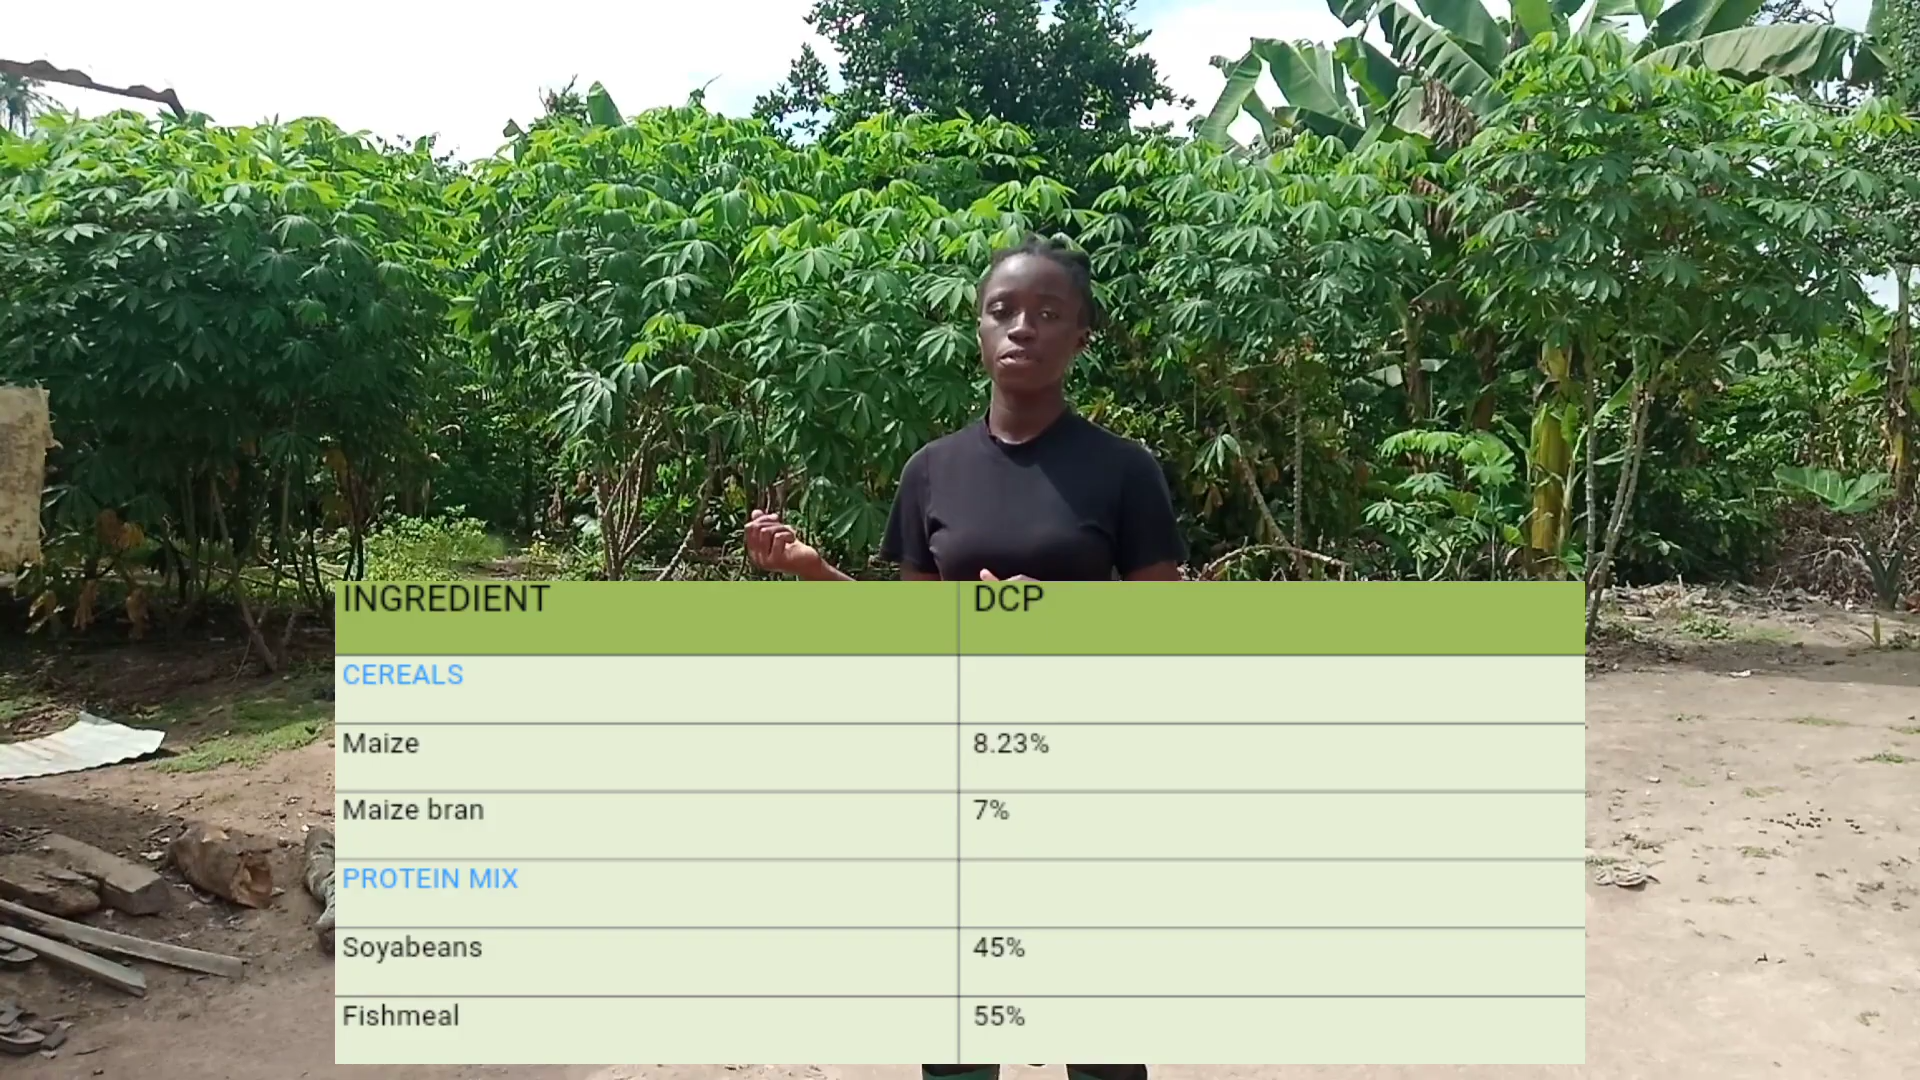 INGREDIENT DCP
CEREALS
Maize 8.23%
Maize bran 7%
PROTEIN MIX
Soyabeans 45%
Fishmeal 55%